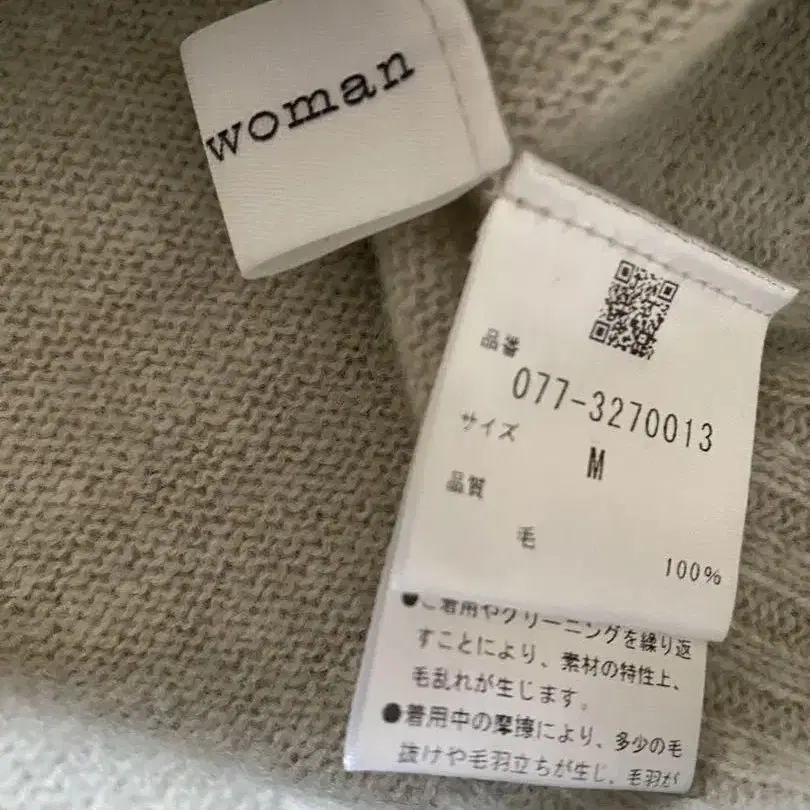 woman
品番
077-3270013
サイズ
M
品質
毛
100%
●ご着用やクリーニングを繰り返
すことにより、素材の特性上、
毛乱れが生じます。
●着用中の摩擦により、多少の毛
抜けや毛羽立ちが生じ、毛羽が